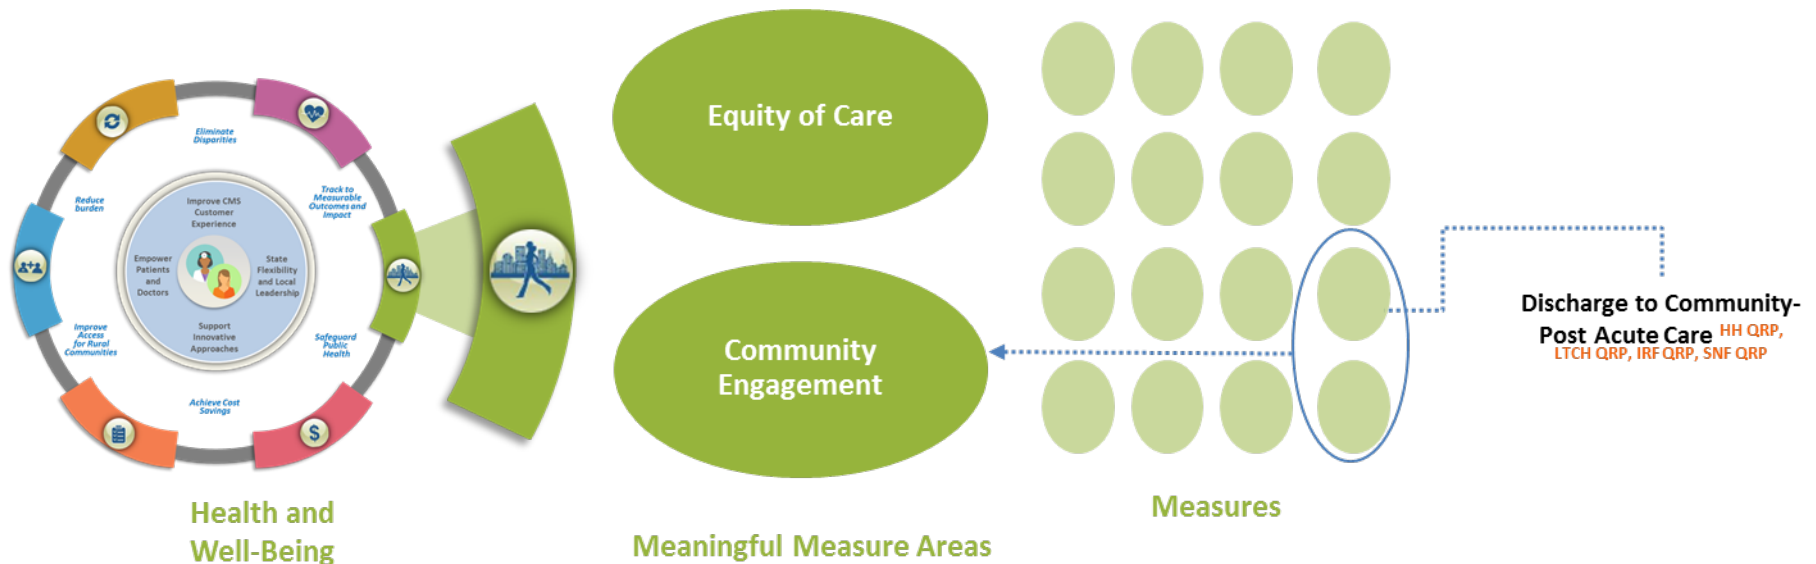 Eliminate
Disparities
Track to
Measurable
Outcomes and
Impact
Safeguard
Public
Health
Achieve Cost
Savings
Improve
Access
for Rural
Communities
Reduce
burden
Improve CMS
Customer
Experience
Empower
Patients
and
Doctors
State
Flexibility
and Local
Leadership
Support
Innovative
Approaches
$
Health and
Well-Being
Equity of Care
Community
Engagement
Meaningful Measure Areas
Measures
Discharge to Community-
Post Acute Care HH QRP,
LTCH QRP, IRF QRP, SNF QRP